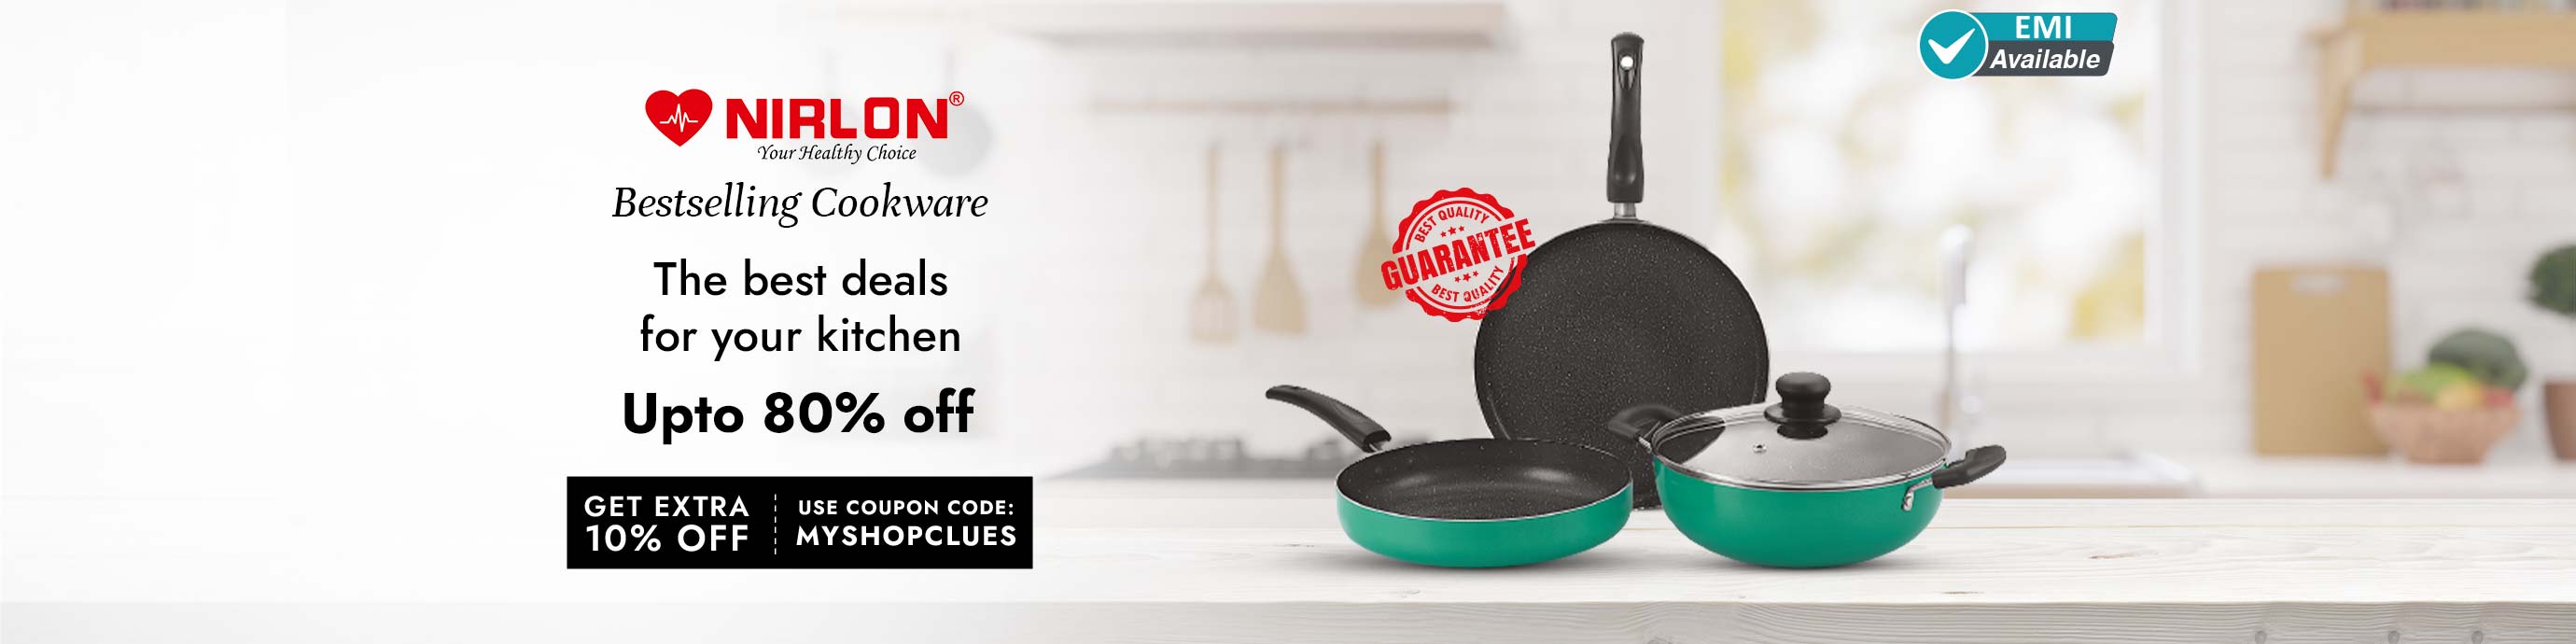 NIRLON®
Your Healthy Choice
Bestselling Cookware
The best deals
for your kitchen
Upto 80% off
GET EXTRA
10% OFF
USE COUPON CODE:
MYSHOPCLUES
BEST QUALITY
GUARANTEE
BEST QUALITY
EMI
Available